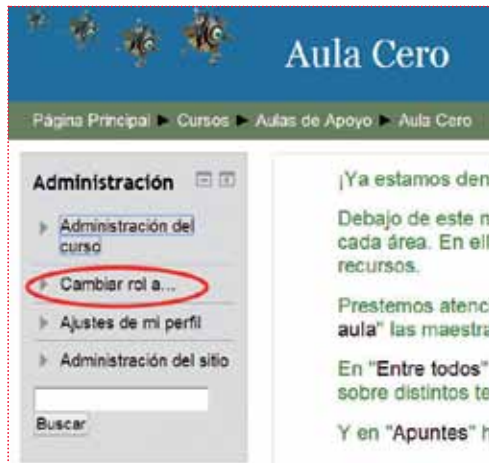 Aula Cero
Página Principal ► Cursos ► Aulas de Apoyo ► Aula Cero
Administración
Administración del
curso
Cambiar rol a...
Ajustes de mi perfil
Administración del sitio
Buscar
¡Ya estamos den
Debajo de este
cada área. En
recursos.
Prestemos atenc
aula" las maestra
En "Entre todos"
sobre distintos te
Y en "Apuntes" h